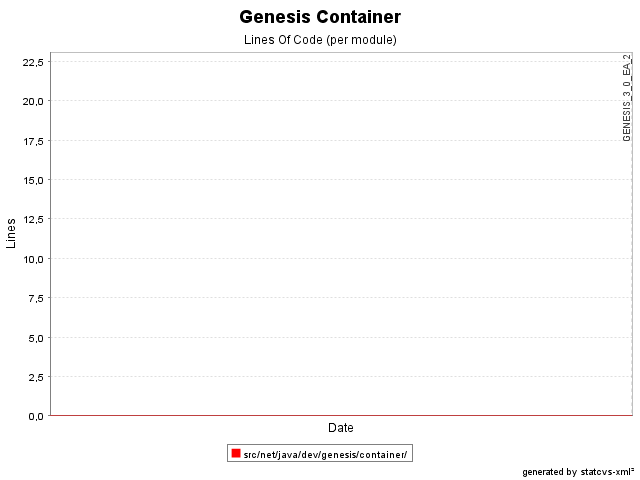 Genesis Container
Lines Of Code (per module)
22,5
20,0
17,5
15,0
12,5
10,0
7,5
5,0
2,5
0,0
Lines
GENESIS_3_0_EA_2
Date
src/net/java/dev/genesis/container/
generated by statcvs-xml²